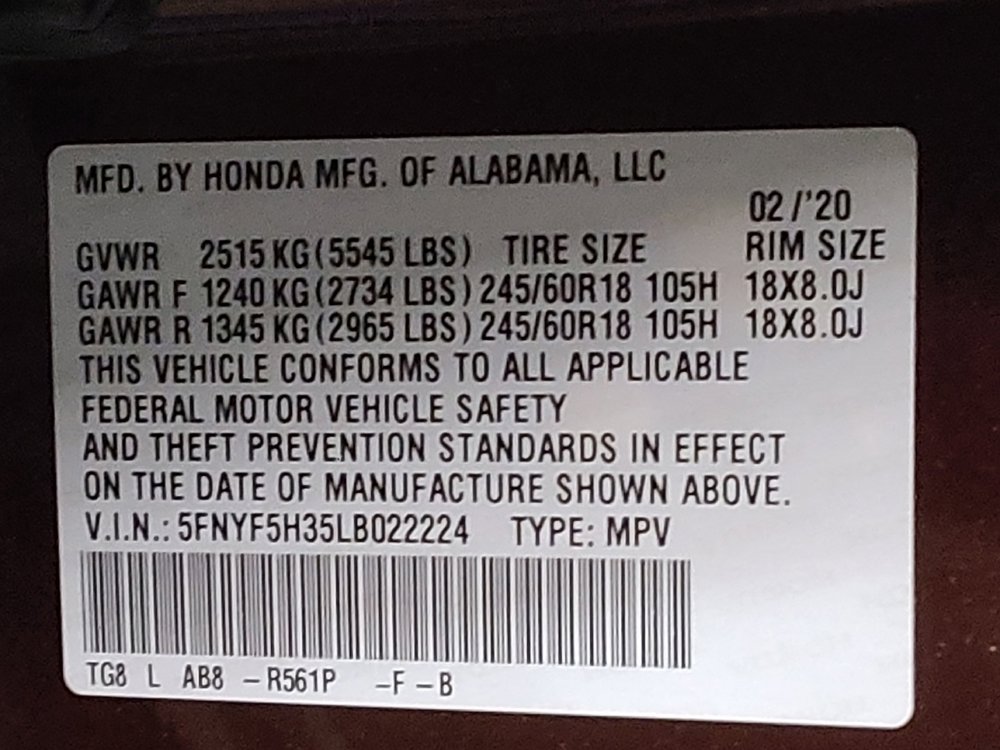 MFD. BY HONDA MFG. OF ALABAMA, LLC
02/'20
GVWR 2515 KG (5545 LBS) TIRE SIZE RIM SIZE
GAWR F 1240 KG (2734 LBS) 245/60R18 105H 18X8.0J
GAWR R 1345 KG (2965 LBS) 245/60R18 105H 18X8.0J
THIS VEHICLE CONFORMS TO ALL APPLICABLE
FEDERAL MOTOR VEHICLE SAFETY
AND THEFT PREVENTION STANDARDS IN EFFECT
ON THE DATE OF MANUFACTURE SHOWN ABOVE.
V.I.N.: 5FNYF5H35LB022224 TYPE: MPV
TG8 L AB8 -R561P -F-B